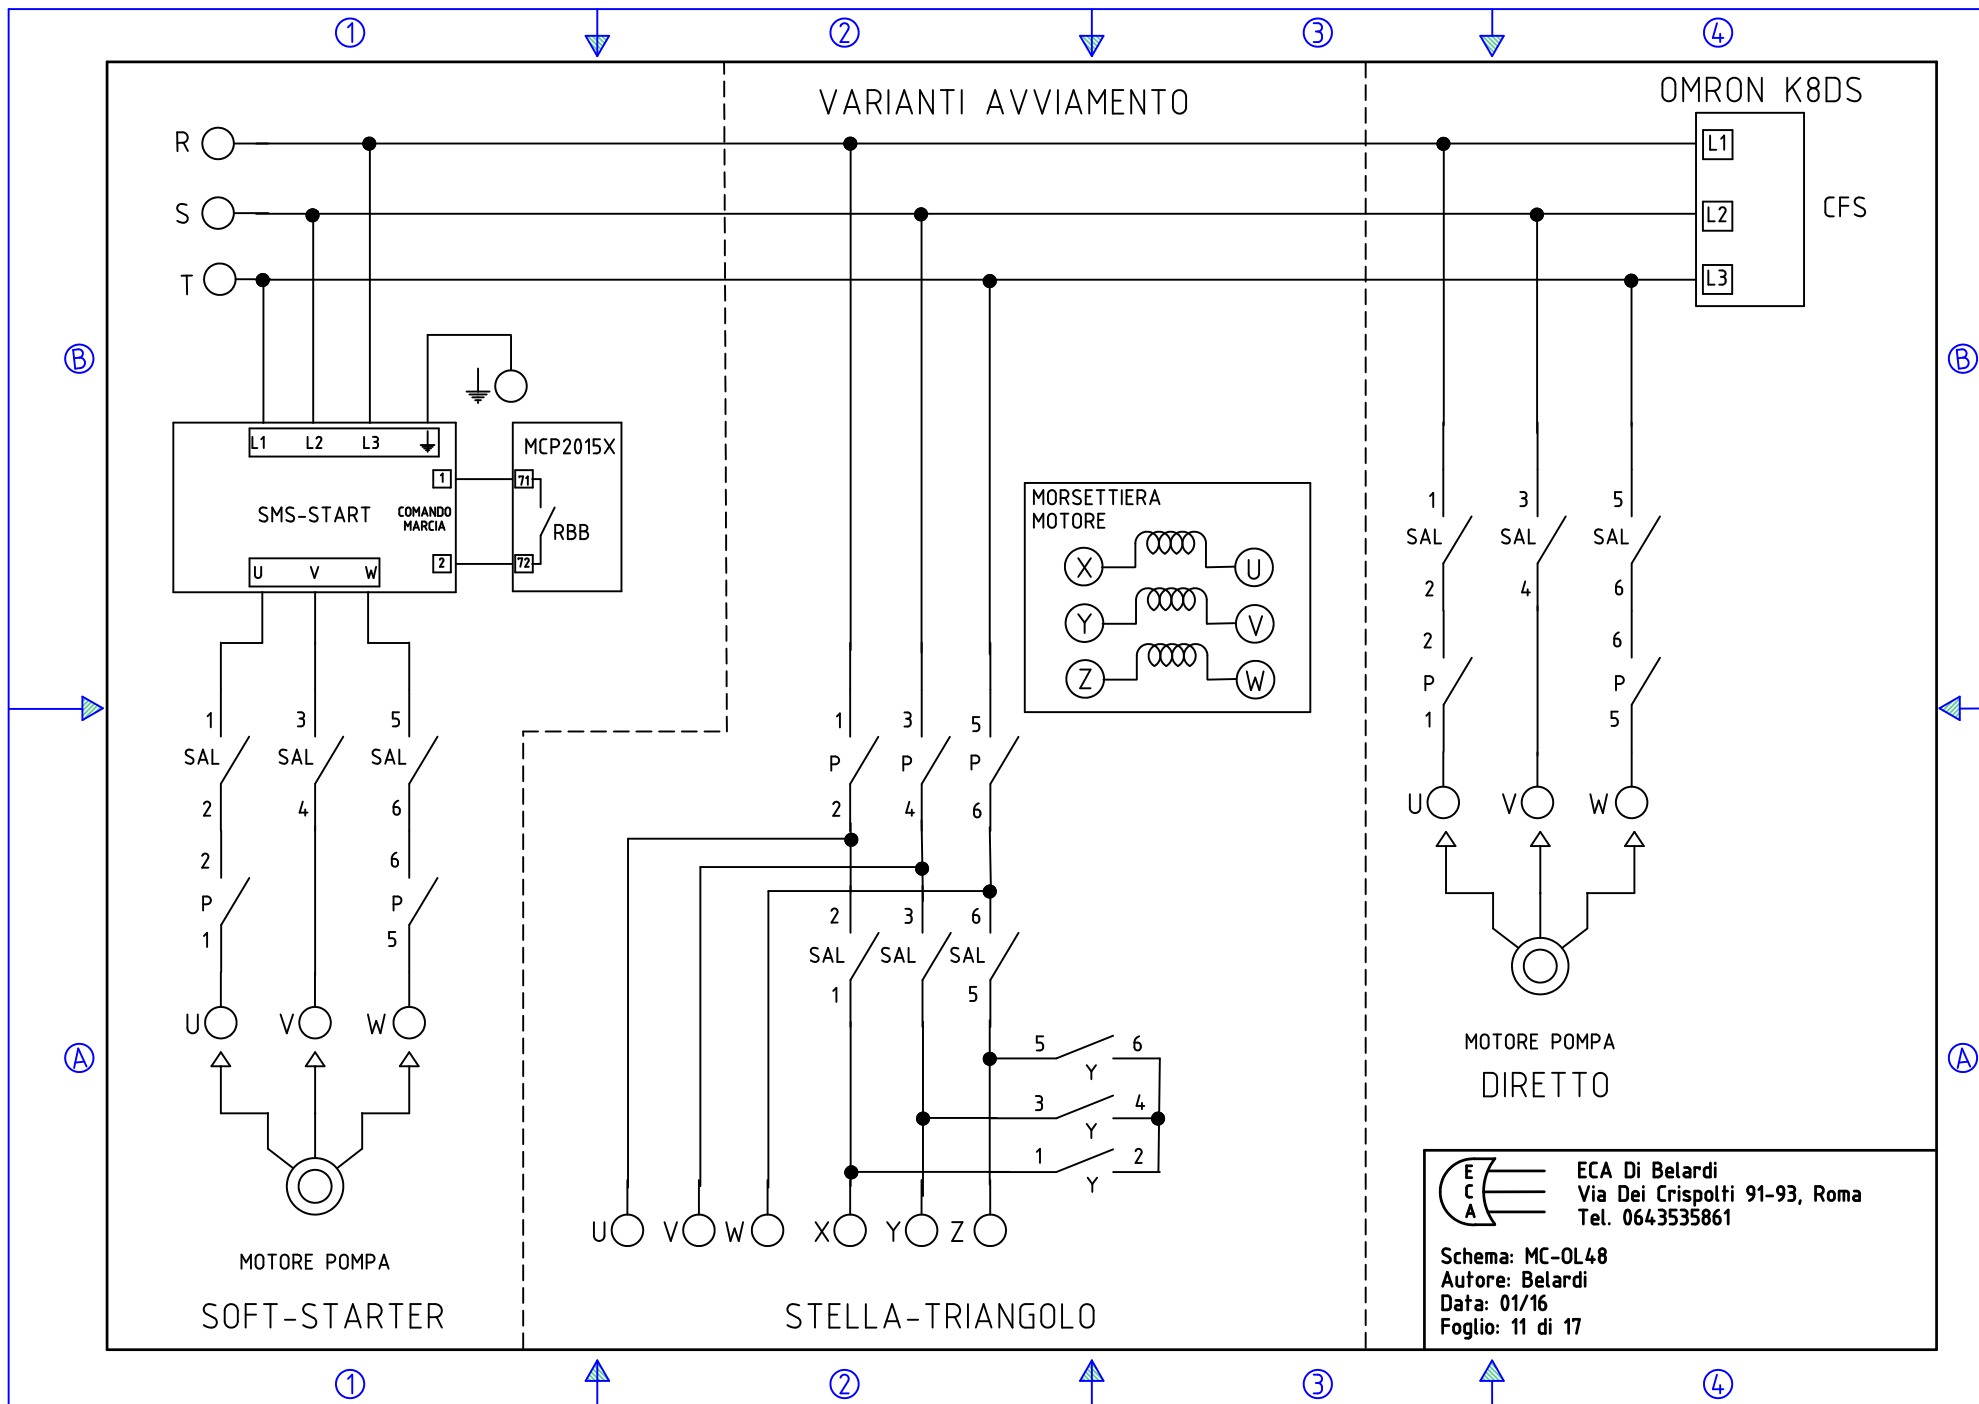 1 2 3 4
VARIANTI AVVIAMENTO
OMRON K8DS
R
L1
S
L2
CFS
T
L3
B B
L1 L2 L3
MCP2015X
1 71
SMS-START
COMANDO
MARCIA
RBB
2 72
U V W
MORSETTIERA
MOTORE
X U
Y V
Z W
1 3 5
SAL SAL SAL
2 4 6
2 6
P P
1 5
U V W
MOTORE POMPA
DIRETTO
1 3 5
SAL SAL SAL
2 4 6
2 6
P P
1 5
U V W
MOTORE POMPA
SOFT-STARTER
1 3 5
P P P
2 4 6
2 3 6
SAL SAL SAL
1 5
5 6
Y
3 4
Y
1 2
Y
U V W X Y Z
STELLA-TRIANGOLO
A A
E
C
A
ECA Di Belardi
Via Dei Crispolti 91-93, Roma
Tel. 0643535861
Schema: MC-OL48
Autore: Belardi
Data: 01/16
Foglio: 11 di 17
1 2 3 4